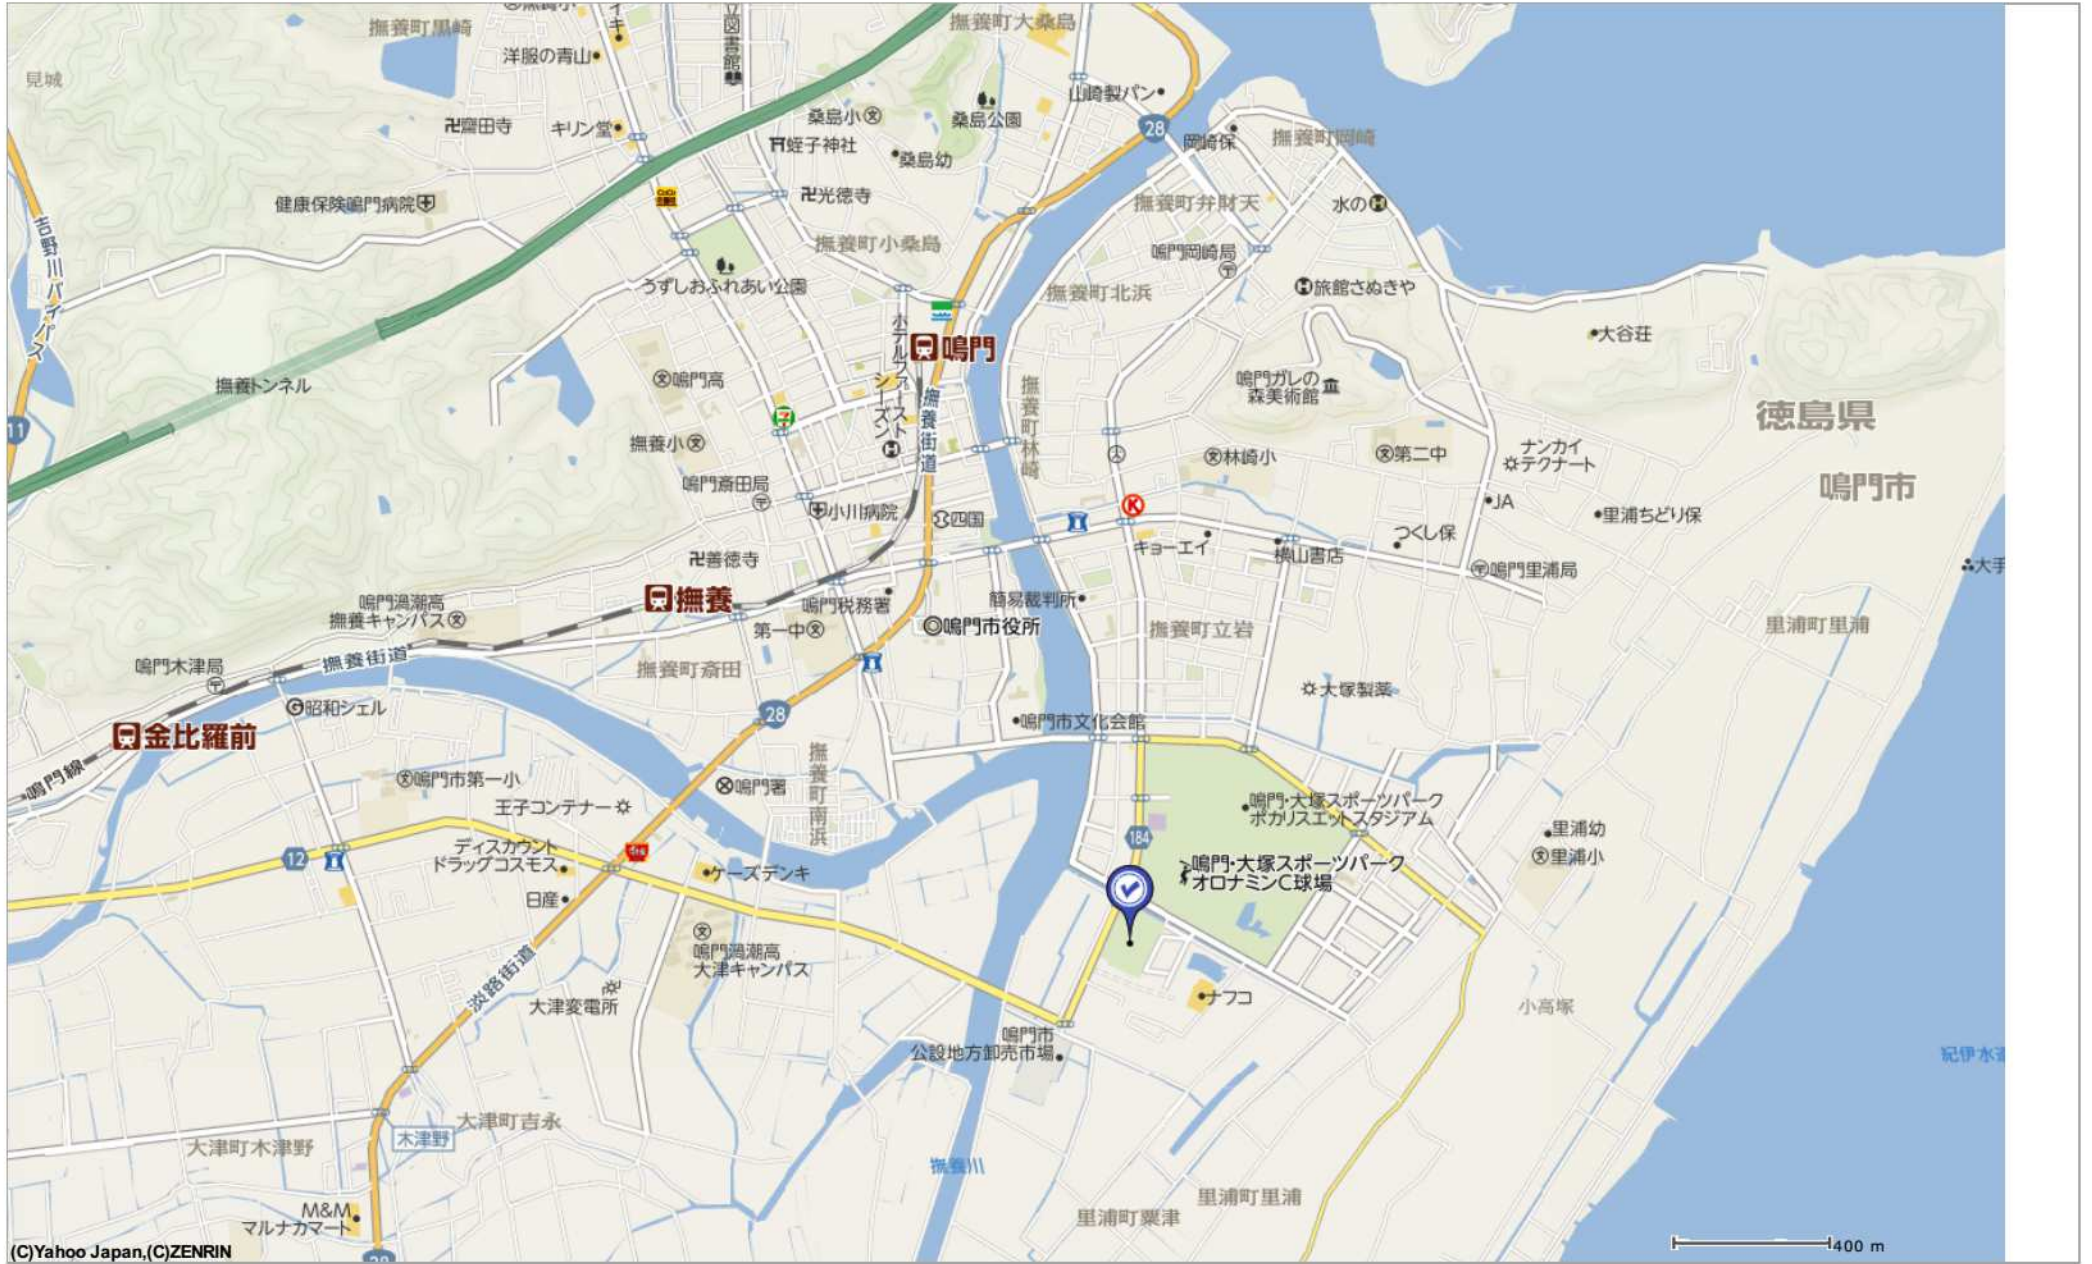 撫養町黒崎
洋服の青山
立図書館
撫養町大桑島
見城
山崎製パン
卍齋田寺
キリン堂
桑島小
桑島公園
28
岡崎保
撫養町岡崎
蛭子神社
桑島幼
健康保険鳴門病院
卍光徳寺
撫養町弁財天
水の
吉野川バイパス
撫養町小桑島
鳴門岡崎局
うずしおふれあい公園
撫養町北浜
旅館さぬきや
大谷荘
ホテルファースト
シーズン
鳴門
撫養トンネル
鳴門高
撫養町林崎
鳴門ガレの
森美術館
徳島県
撫養街道
11
撫養小
林崎小
第二中
ナンカイ
テクナート
鳴門市
鳴門斎田局
小川病院
四国
K
JA
里浦ちどり保
卍善徳寺
キョーエイ
横山書店
つくし保
鳴門里浦局
大手
撫養
鳴門渦潮高
撫養キャンパス
鳴門税務署
簡易裁判所
第一中
鳴門市役所
撫養町立岩
里浦町里浦
鳴門木津局
撫養街道
撫養町斎田
大塚製薬
昭和シェル
28
鳴門市文化会館
金比羅前
鳴門線
鳴門市第一小
鳴門署
撫養町南浜
王子コンテナー
鳴門・大塚スポーツパーク
ポカリスエットスタジアム
184
里浦幼
里浦小
12
ディスカウント
ドラッグコスモス
ケーズデンキ
鳴門・大塚スポーツパーク
オロナミンC球場
日産
鳴門渦潮高
大津キャンパス
淡路街道
大津変電所
ナフコ
小高塚
鳴門市
公設地方卸売市場
紀伊水道
大津町吉永
木津野
大津町木津野
撫養川
里浦町里浦
里浦町粟津
M&M
マルナカマート
28
(C)Yahoo Japan,(C)ZENRIN
400 m